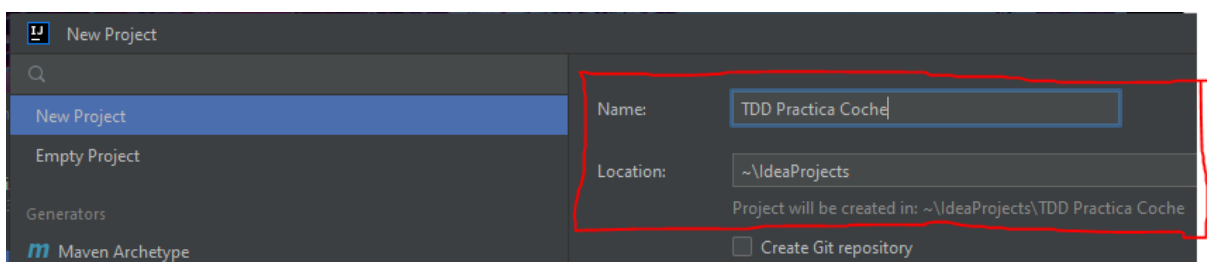 New Project
New Project
Empty Project
Generators
Maven Archetype
Name:
TDD Practica Coche
Location:
~\IdeaProjects
Project will be created in: ~\IdeaProjects\TDD Practica Coche
Create Git repository